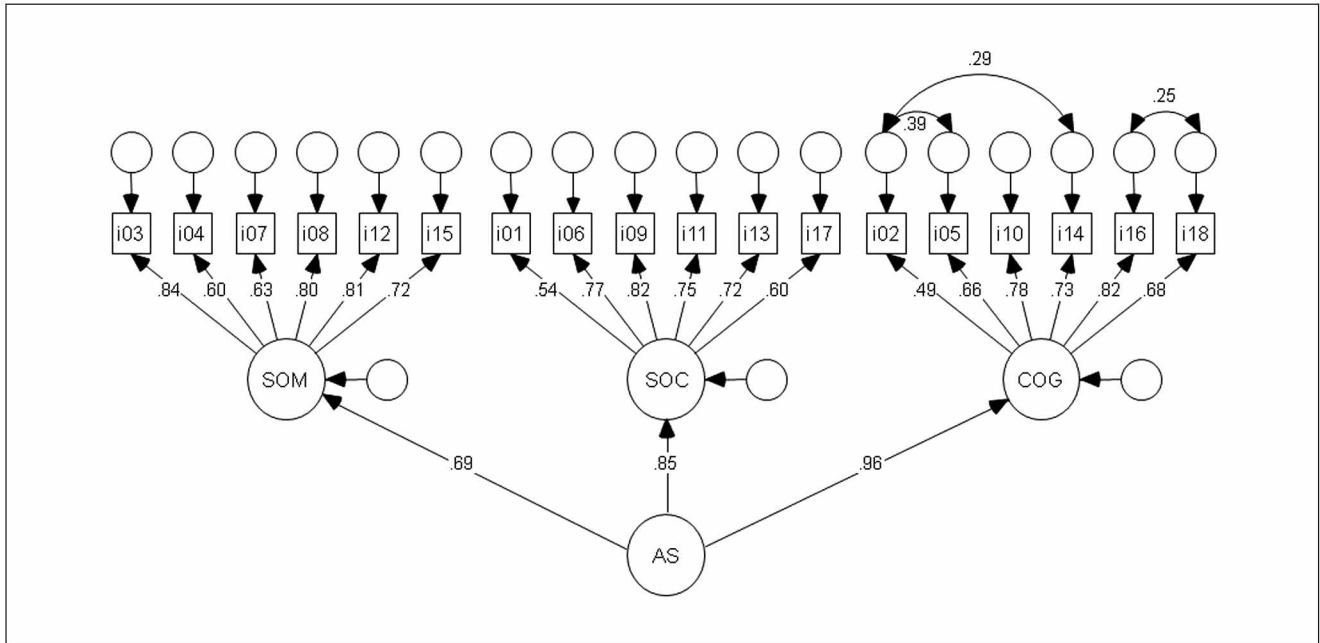 .29
.25
.39
i03 i04 i07 i08 i12 i15 i01 i06 i09 i11 i13 i17 i02 i05 i10 i14 i16 i18
.84 .60 .63 .80 .81 .72 .54 .77 .82 .75 .72 .60 .49 .66 .78 .73 .82 .68
SOM SOC COG
.69 .85 .96
AS